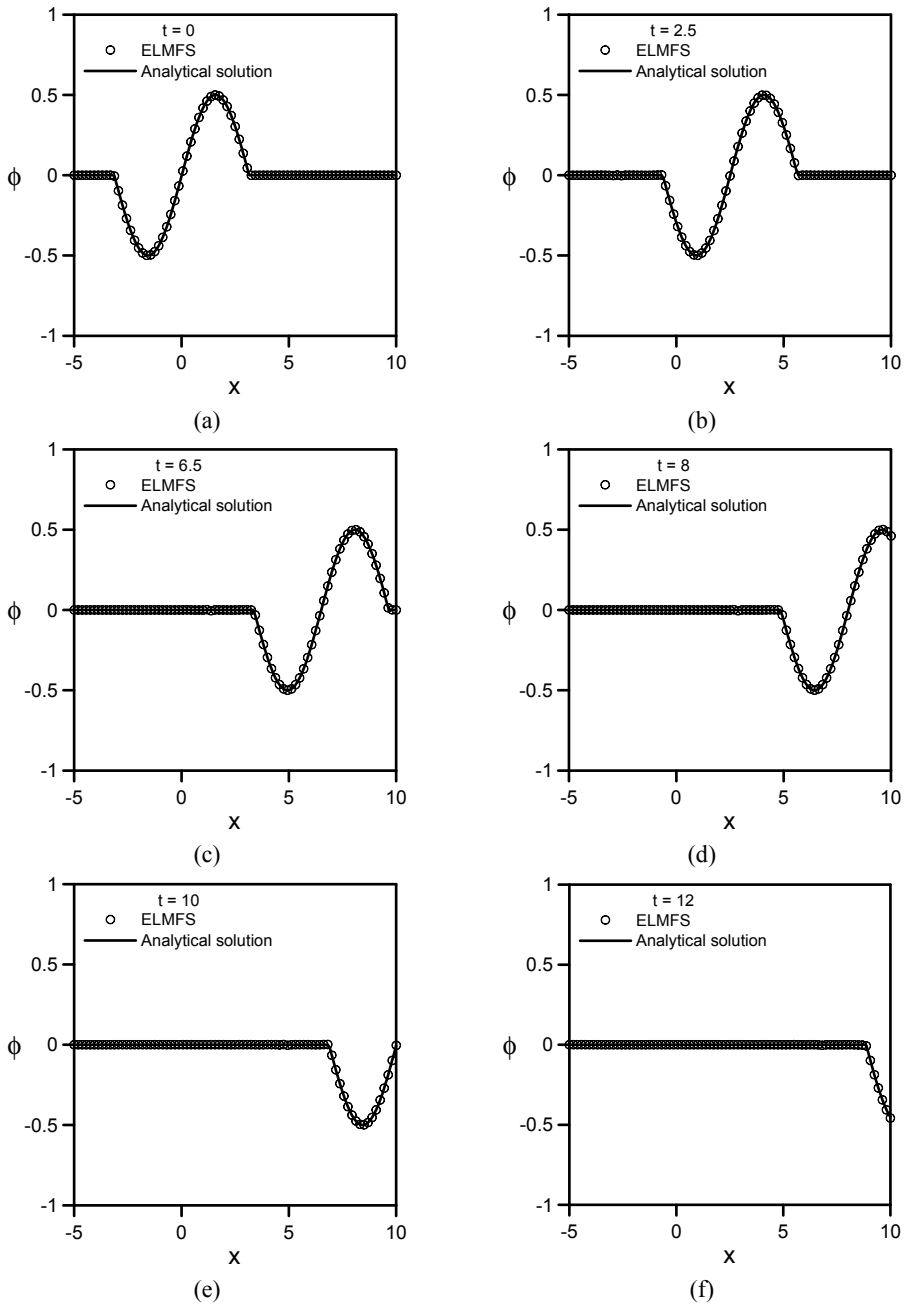 1
t = 0
ELMFS
Analytical solution
0.5
ϕ
0
-0.5
-1
-5 0 5 10
x
(a)
1
t = 2.5
ELMFS
Analytical solution
0.5
ϕ
0
-0.5
-1
-5 0 5 10
x
(b)
1
t = 6.5
ELMFS
Analytical solution
0.5
ϕ
0
-0.5
-1
-5 0 5 10
x
(c)
1
t = 8
ELMFS
Analytical solution
0.5
ϕ
0
-0.5
-1
-5 0 5 10
x
(d)
1
t = 10
ELMFS
Analytical solution
0.5
ϕ
0
-0.5
-1
-5 0 5 10
x
(e)
1
t = 12
ELMFS
Analytical solution
0.5
ϕ
0
-0.5
-1
-5 0 5 10
x
(f)